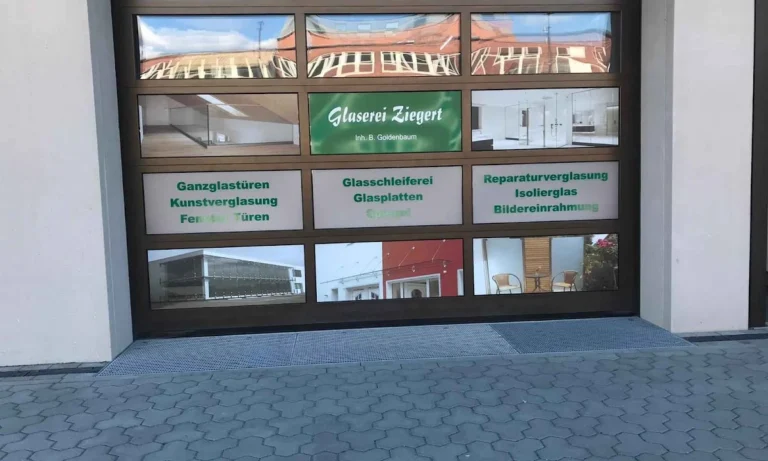 Glaserei Ziegert
Inh. B. Goldenbaum
Ganzglastüren
Kunstverglasung
Türen
Glasschleiferei
Glasplatten
Reparaturverglasung
Isolierglas
Bildereinrahmung